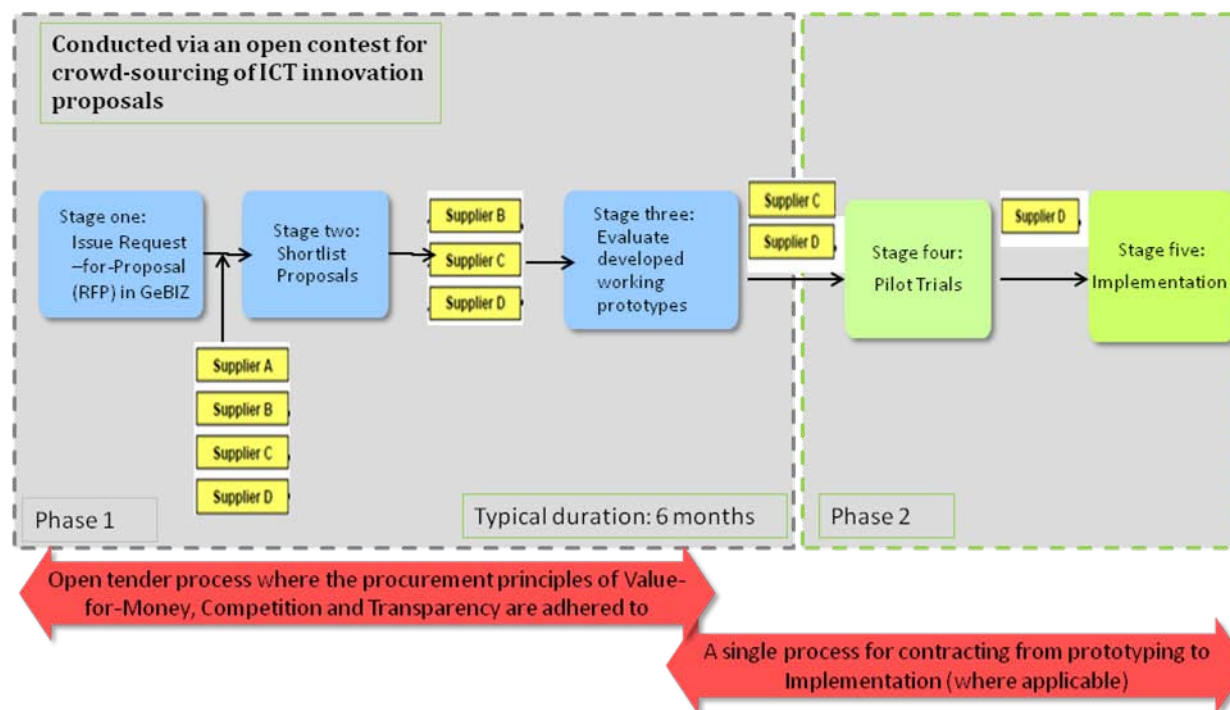 Conducted via an open contest for
crowd-sourcing of ICT innovation
proposals
Stage one:
Issue Request
–for-Proposal
(RFP) in GeBIZ
Stage two:
Shortlist
Proposals
Supplier A
Supplier B
Supplier C
Supplier D
Supplier B
Supplier C
Supplier D
Stage three:
Evaluate
developed
working
prototypes
Supplier C
Supplier D
Stage four:
Pilot Trials
Supplier D
Stage five:
Implementation
Phase 1
Typical duration: 6 months
Phase 2
Open tender process where the procurement principles of Value-
for-Money, Competition and Transparency are adhered to
A single process for contracting from prototyping to
Implementation (where applicable)